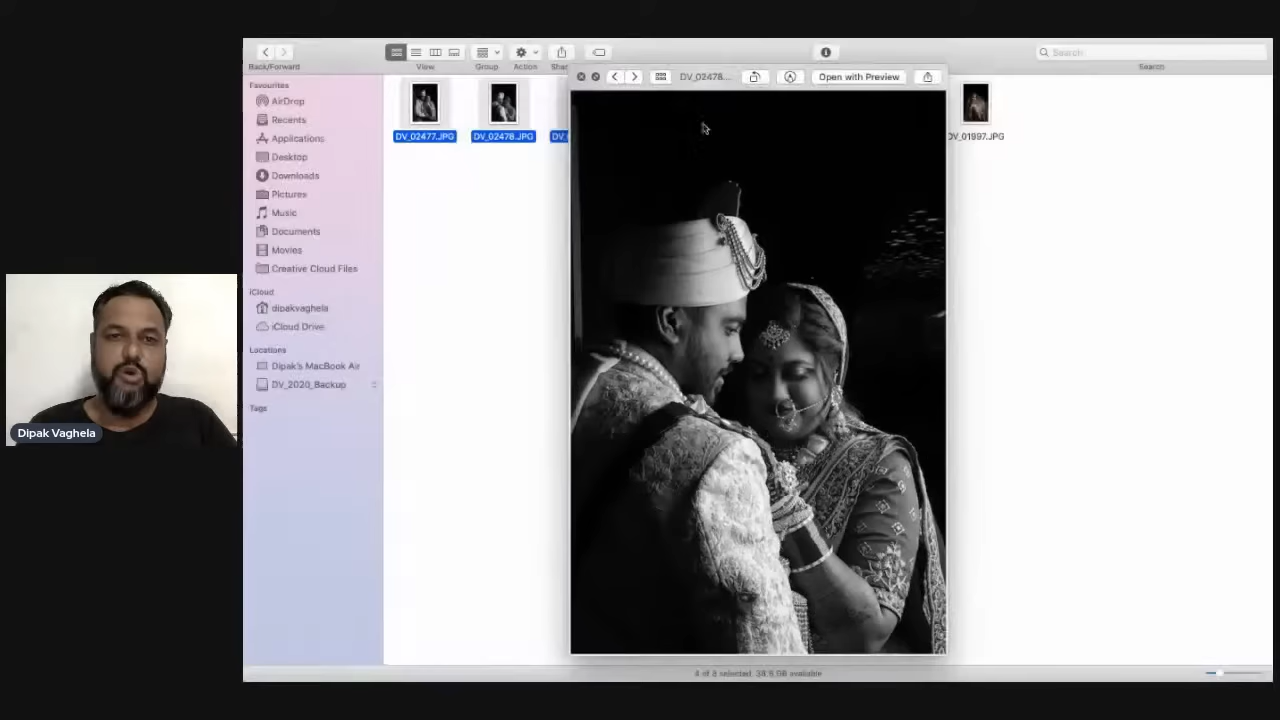 Back/Forward
View
Group
Action
Search
Search
DV_02478...
Open with Preview
Favourites
AirDrop
Recents
Applications
Desktop
Downloads
Pictures
Music
Documents
Movies
Creative Cloud Files
iCloud
dipakvaghela
iCloud Drive
Locations
Dipak's MacBook Air
DV_2020_Backup
Tags
DV_02477.JPG
DV_02478.JPG
DV_01997.JPG
Dipak Vaghela